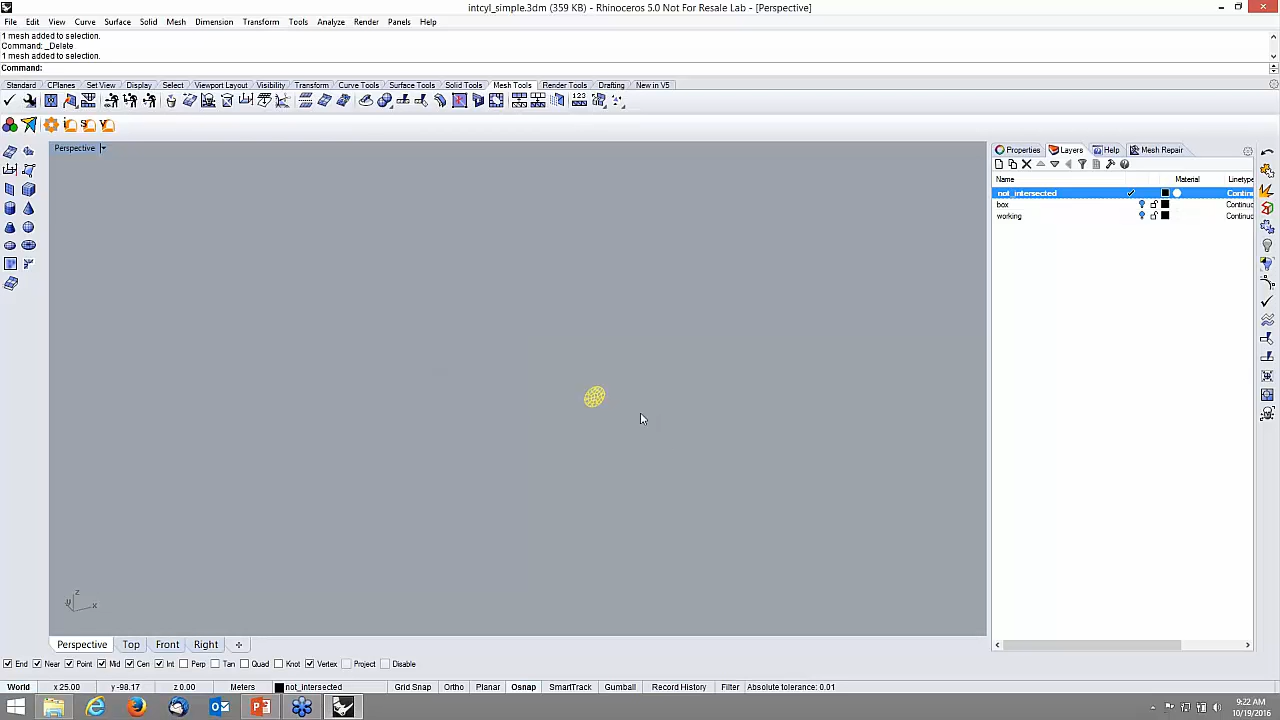 intcyl_simple.3dm (359 KB) - Rhinoceros 5.0 Not For Resale Lab - [Perspective]
File Edit View Curve Surface Solid Mesh Dimension Transform Tools Analyze Render Panels Help
1 mesh added to selection.
Command: _Delete
1 mesh added to selection.
Command:
Standard CPlanes Set View Display Select Viewport Layout Visibility Transform Curve Tools Surface Tools Solid Tools Mesh Tools Render Tools Drafting New in V5
Perspective
Properties Layers Help Mesh Repair
Name Material Linetype
not_intersected Contin
box Continuc
working Continuc
z
y x
Perspective Top Front Right
End Near Point Mid Cen Int Perp Tan Quad Knot Vertex Project Disable
World x 25.00 y -98.17 z 0.00 Meters not_intersected Grid Snap Ortho Planar Osnap SmartTrack Gumball Record History Filter Absolute tolerance: 0.01
9:22 AM
10/19/2016